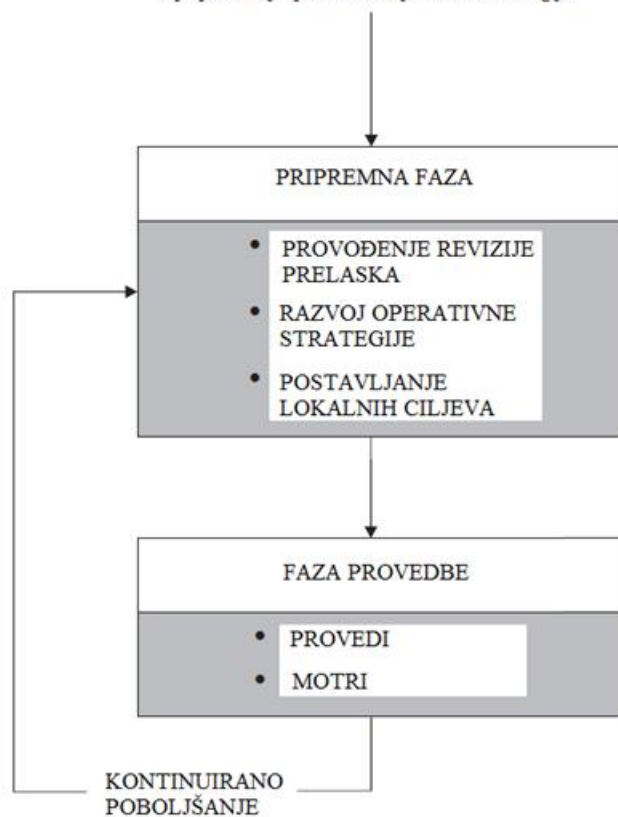 PRIPREMNA FAZA
• PROVOĐENJE REVIZIJE
PRELASKA
• RAZVOJ OPERATIVNE
STRATEGIJE
• POSTAVLJANJE
LOKALNIH CILJEVA
FAZA PROVEDBE
• PROVEDI
• MOTRI
KONTINUIRANO
POBOLJŠANJE